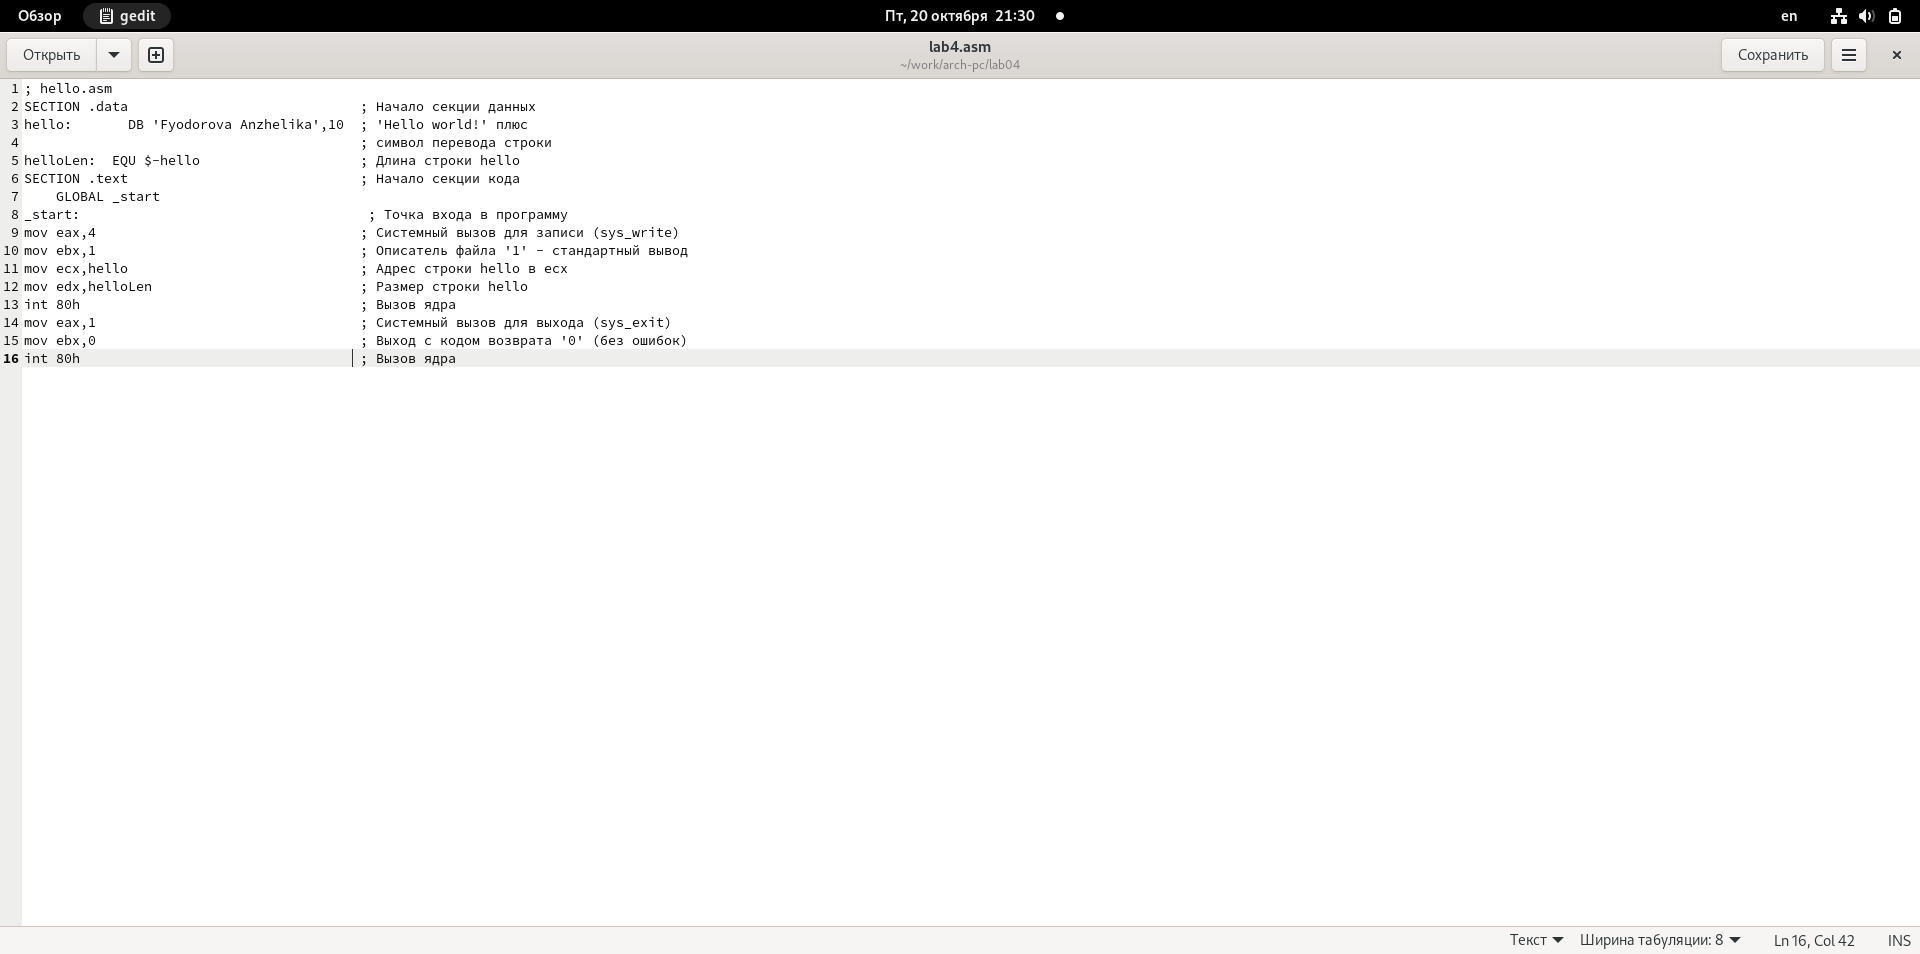 Обзор gedit Пт, 20 октября 21:30 en
Открыть lab4.asm Сохранить
~/work/arch-pc/lab04
1 ; hello.asm
2 SECTION .data ; Начало секции данных
3 hello: DB 'Fyodorova Anzhelika',10 ; 'Hello world!' плюс
4 ; символ перевода строки
5 helloLen: EQU $-hello ; Длина строки hello
6 SECTION .text ; Начало секции кода
7 GLOBAL _start
8 _start: ; Точка входа в программу
9 mov eax,4 ; Системный вызов для записи (sys_write)
10 mov ebx,1 ; Описатель файла '1' - стандартный вывод
11 mov ecx,hello ; Адрес строки hello в ecx
12 mov edx,helloLen ; Размер строки hello
13 int 80h ; Вызов ядра
14 mov eax,1 ; Системный вызов для выхода (sys_exit)
15 mov ebx,0 ; Выход с кодом возврата '0' (без ошибок)
16 int 80h ; Вызов ядра
Текст Ширина табуляции: 8 Ln 16, Col 42 INS